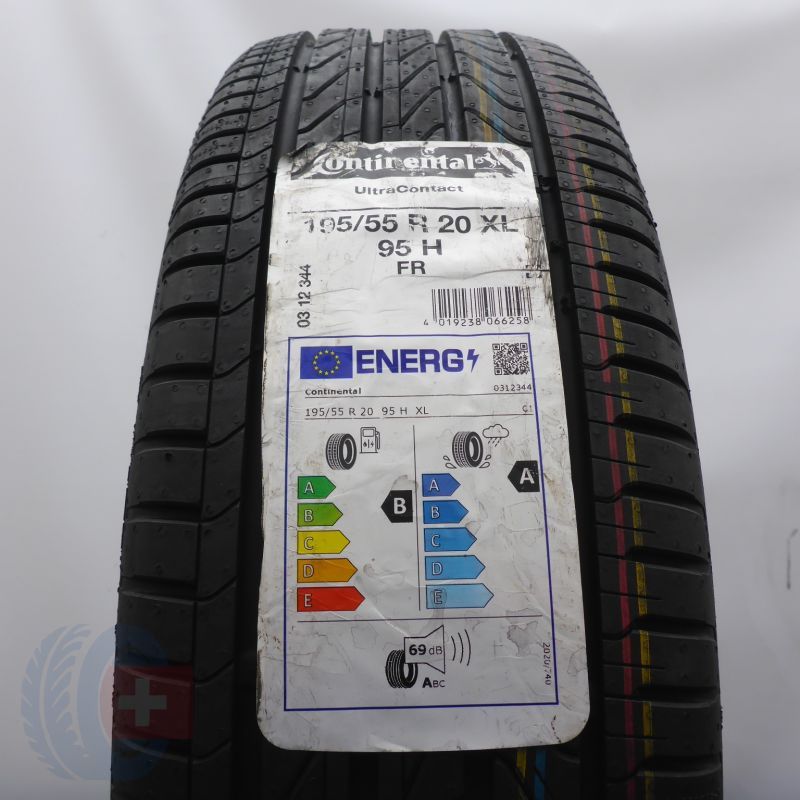 Continental
UltraContact
195/55 R 20 XL
95 H
FR
03 12 344
4 019238 066258
ENERG
Continental
0312344
195/55 R 20 95 H XL
C1
A
B
C
D
E
B
A
B
C
D
E
A
69 dB
ABC
2020/740